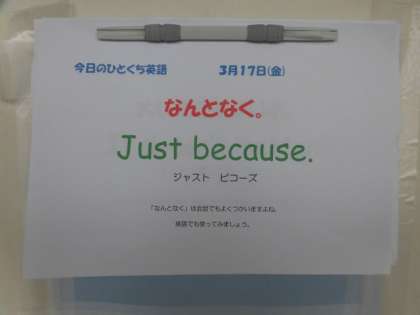 今日のひとくち英語 3月17日(金)
なんとなく。
Just because.
ジャスト ビコーズ
「なんとなく」は会話でもよくつかいますよね。
英語でも使ってみましょう。